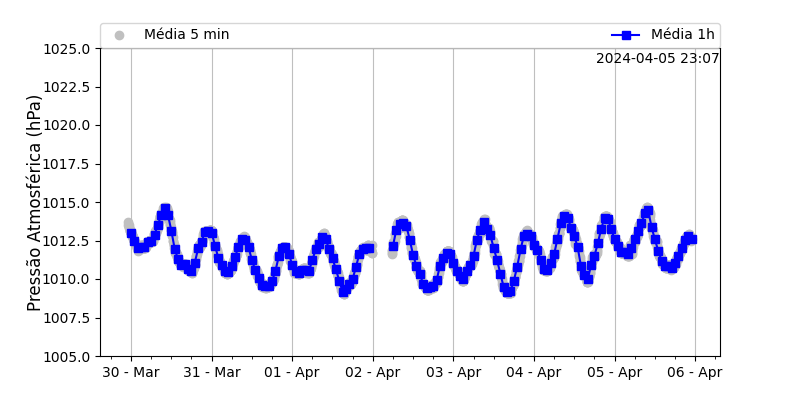 Média 5 min
Média 1h
2024-04-05 23:07
Pressão Atmosférica (hPa)
1025.0
1022.5
1020.0
1017.5
1015.0
1012.5
1010.0
1007.5
1005.0
30 - Mar
31 - Mar
01 - Apr
02 - Apr
03 - Apr
04 - Apr
05 - Apr
06 - Apr